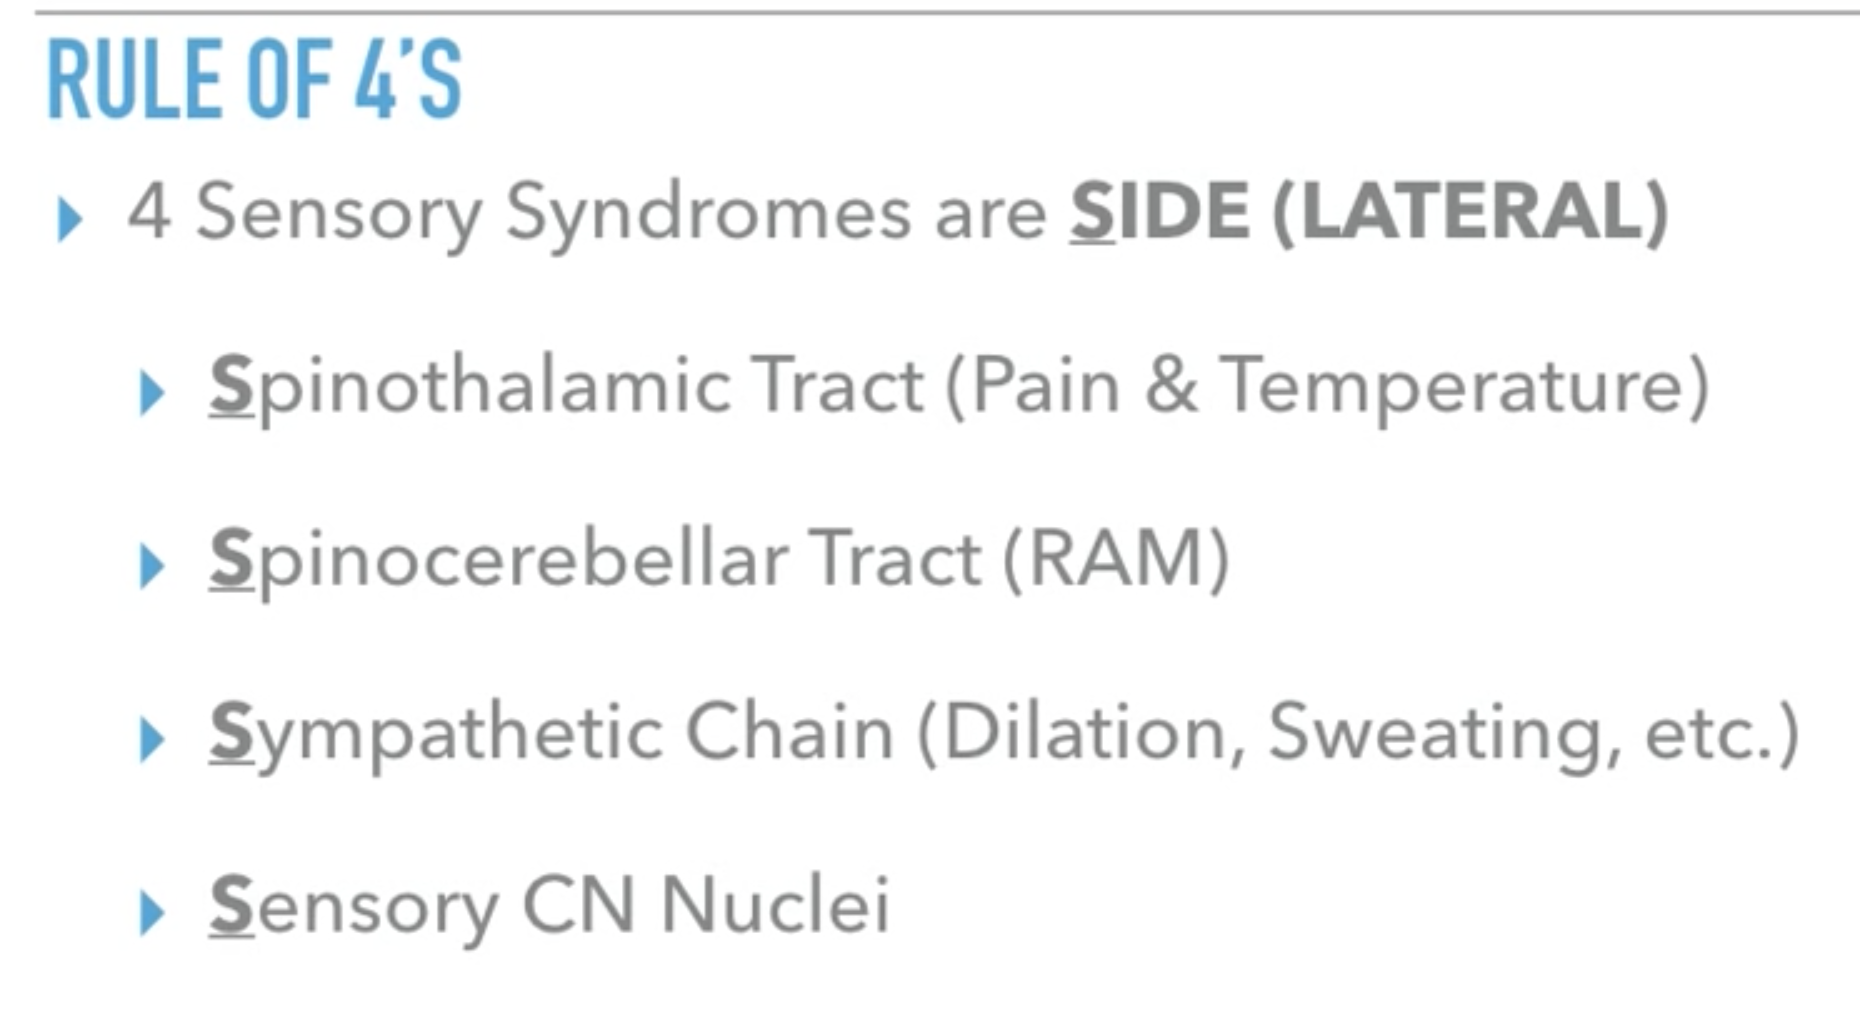 RULE OF 4'S
4 Sensory Syndromes are SIDE (LATERAL)
Spinothalamic Tract (Pain & Temperature)
Spinocerebellar Tract (RAM)
Sympathetic Chain (Dilation, Sweating, etc.)
Sensory CN Nuclei